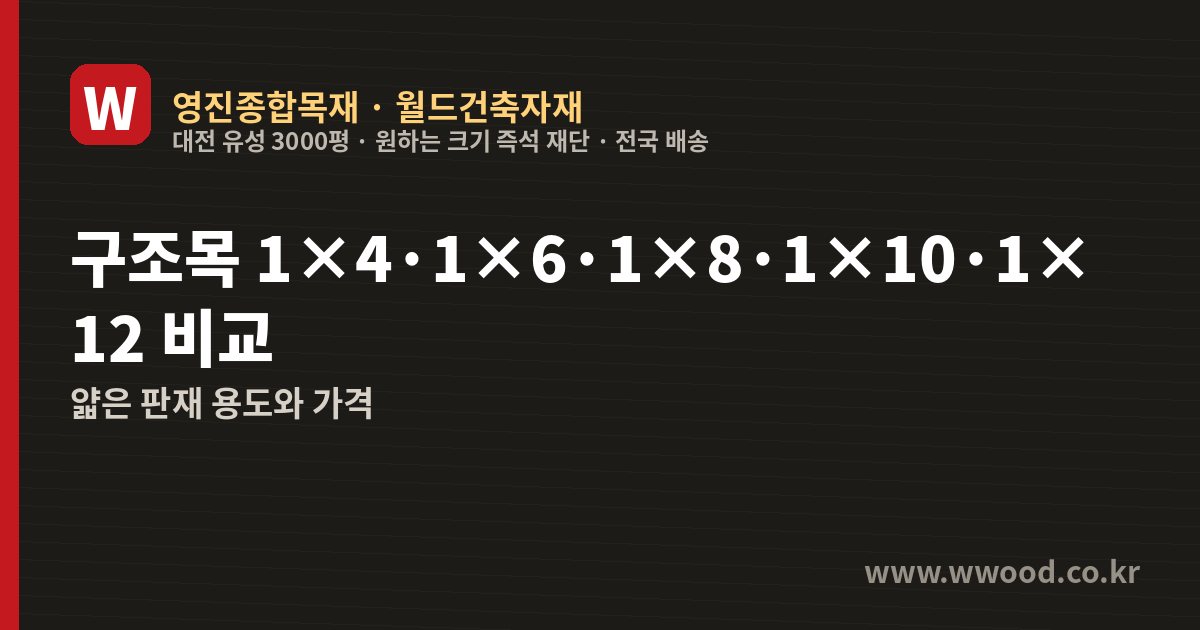 W
영진종합목재 · 월드건축자재
대전 유성 3000평 · 원하는 크기 즉석 재단 · 전국 배송
구조목 1×4·1×6·1×8·1×10·1×
12 비교
얇은 판재 용도와 가격
www.wwood.co.kr